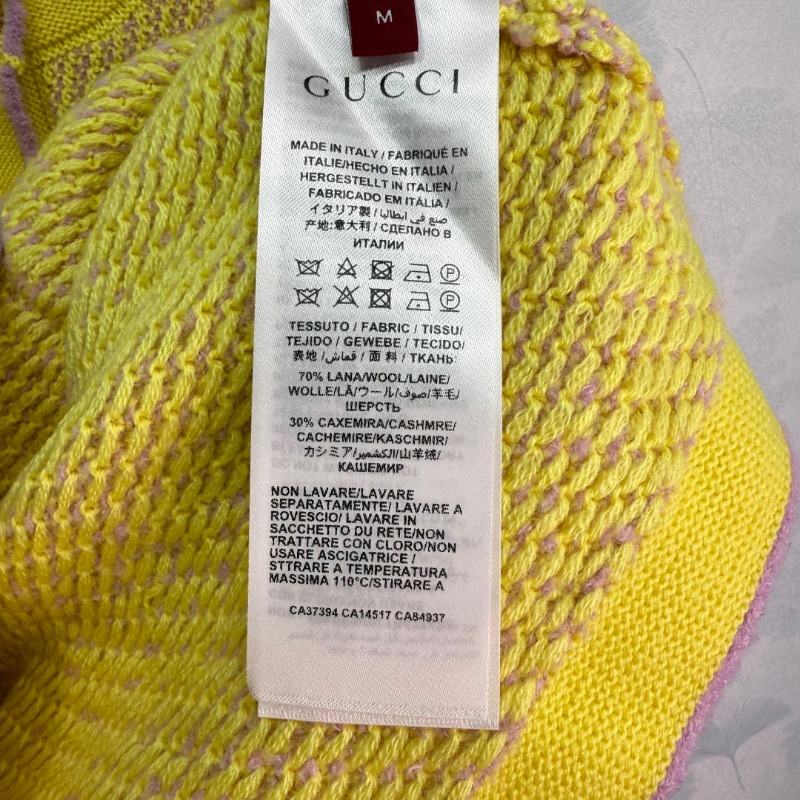 M
GUCCI
MADE IN ITALY / FABRIQUÉ EN
ITALIE/HECHO EN ITALIA /
HERGESTELLT IN ITALIEN /
FABRICADO EM ITÁLIA /
イタリア製 / صنع في ايطاليا /
产地:意大利 / СДЕЛАНО В
ИТАЛИИ
P
P
TESSUTO / FABRIC / TISSU/
TEJIDO / GEWEBE / TECIDO/
表地 /قماش/ 面 料 / ТКАНЬ:
70% LANA/WOOL/LAINE/
WOLLE/LÃ/ウール/صوف/羊毛/
ШЕРСТЬ
30% CAXEMIRA/CASHMRE/
CACHEMIRE/KASCHMIR/
カシミア/الكشمير/山羊绒/
КАШЕМИР
NON LAVARE/LAVARE
SEPARATAMENTE/ LAVARE A
ROVESCIO/ LAVARE IN
SACCHETTO DU RETE/NON
TRATTARE CON CLORO/NON
USARE ASCIGATRICE /
STTRARE A TEMPERATURA
MASSIMA 110°C/STIRARE A
CA37394 CA14517 CA84937